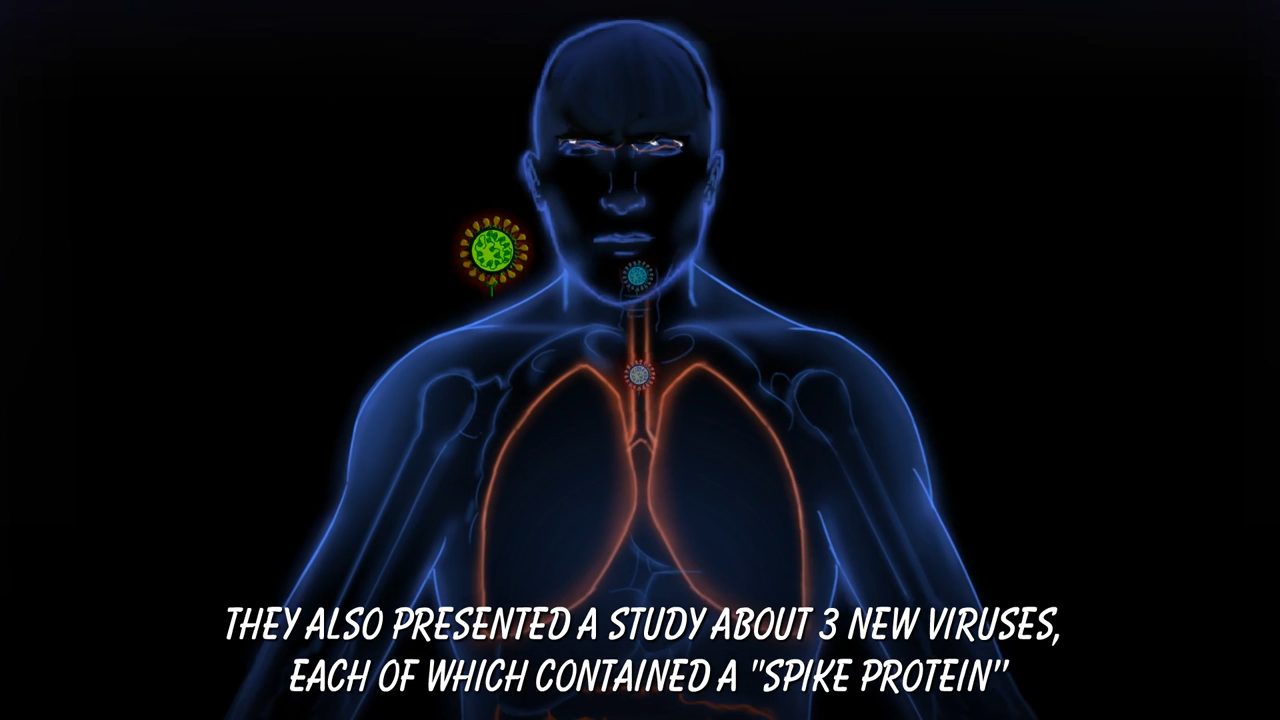 THEY ALSO PRESENTED A STUDY ABOUT 3 NEW VIRUSES,
EACH OF WHICH CONTAINED A "SPIKE PROTEIN"